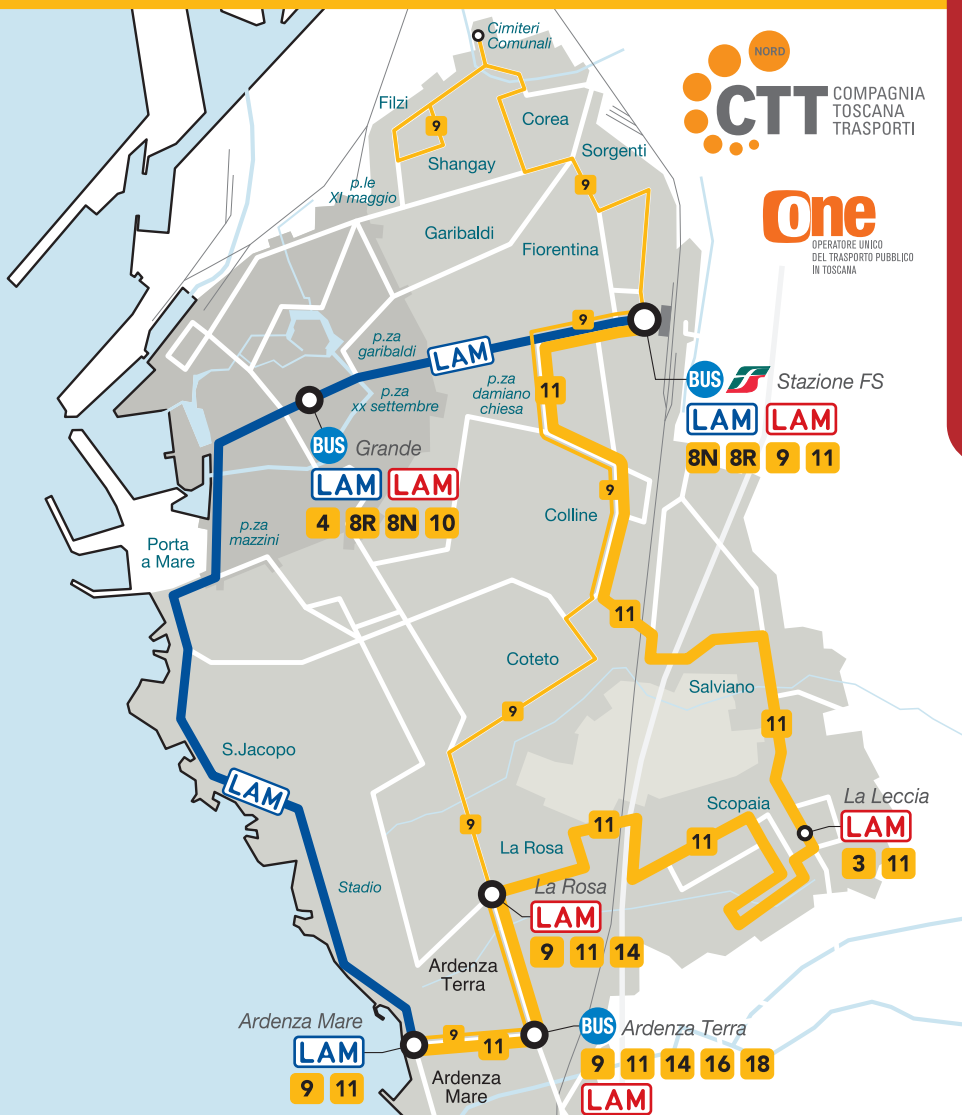 Cimiteri
Comunali
NORD
CTT
COMPAGNIA
TOSCANA
TRASPORTI
Filzi
9
Corea
Shangay
Sorgenti
p.le
XI maggio
9
one
OPERATORE UNICO
DEL TRASPORTO PUBBLICO
IN TOSCANA
Garibaldi
Fiorentina
9
p.za
garibaldi
LAM
p.za
xx settembre
p.za
damiano
chiesa
11
BUS Stazione FS
LAM LAM
8N 8R 9 11
BUS Grande
LAM LAM
4 8R 8N 10
9
Colline
p.za
mazzini
Porta
a Mare
11
Coteto
Salviano
9
11
S.Jacopo
LAM
Scopaia
La Leccia
LAM
3 11
9
11
11
La Rosa
Stadio
La Rosa
LAM
9 11 14
Ardenza
Terra
Ardenza Mare
LAM
9 11
9
11
BUS Ardenza Terra
9 11 14 16 18
LAM
Ardenza
Mare